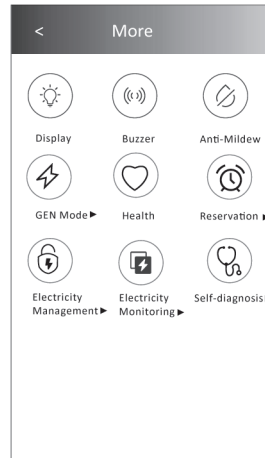 < More
Display Buzzer Anti-Mildew
GEN Mode▶ Health Reservation ▶
Electricity Electricity Self-diagnosis
Management▶ Monitoring▶